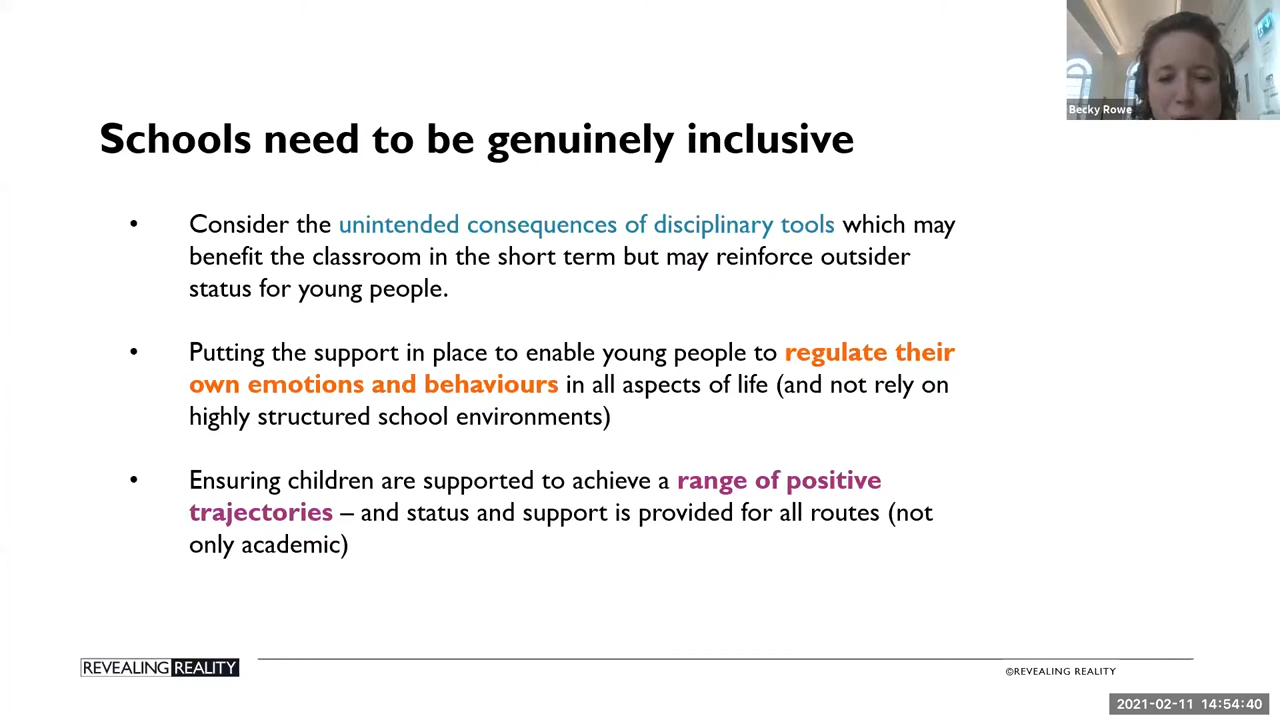 Becky Rowe
Schools need to be genuinely inclusive
• Consider the unintended consequences of disciplinary tools which may
benefit the classroom in the short term but may reinforce outsider
status for young people.
• Putting the support in place to enable young people to regulate their
own emotions and behaviours in all aspects of life (and not rely on
highly structured school environments)
• Ensuring children are supported to achieve a range of positive
trajectories – and status and support is provided for all routes (not
only academic)
REVEALING REALITY
©REVEALING REALITY
2021-02-11 14:54:40